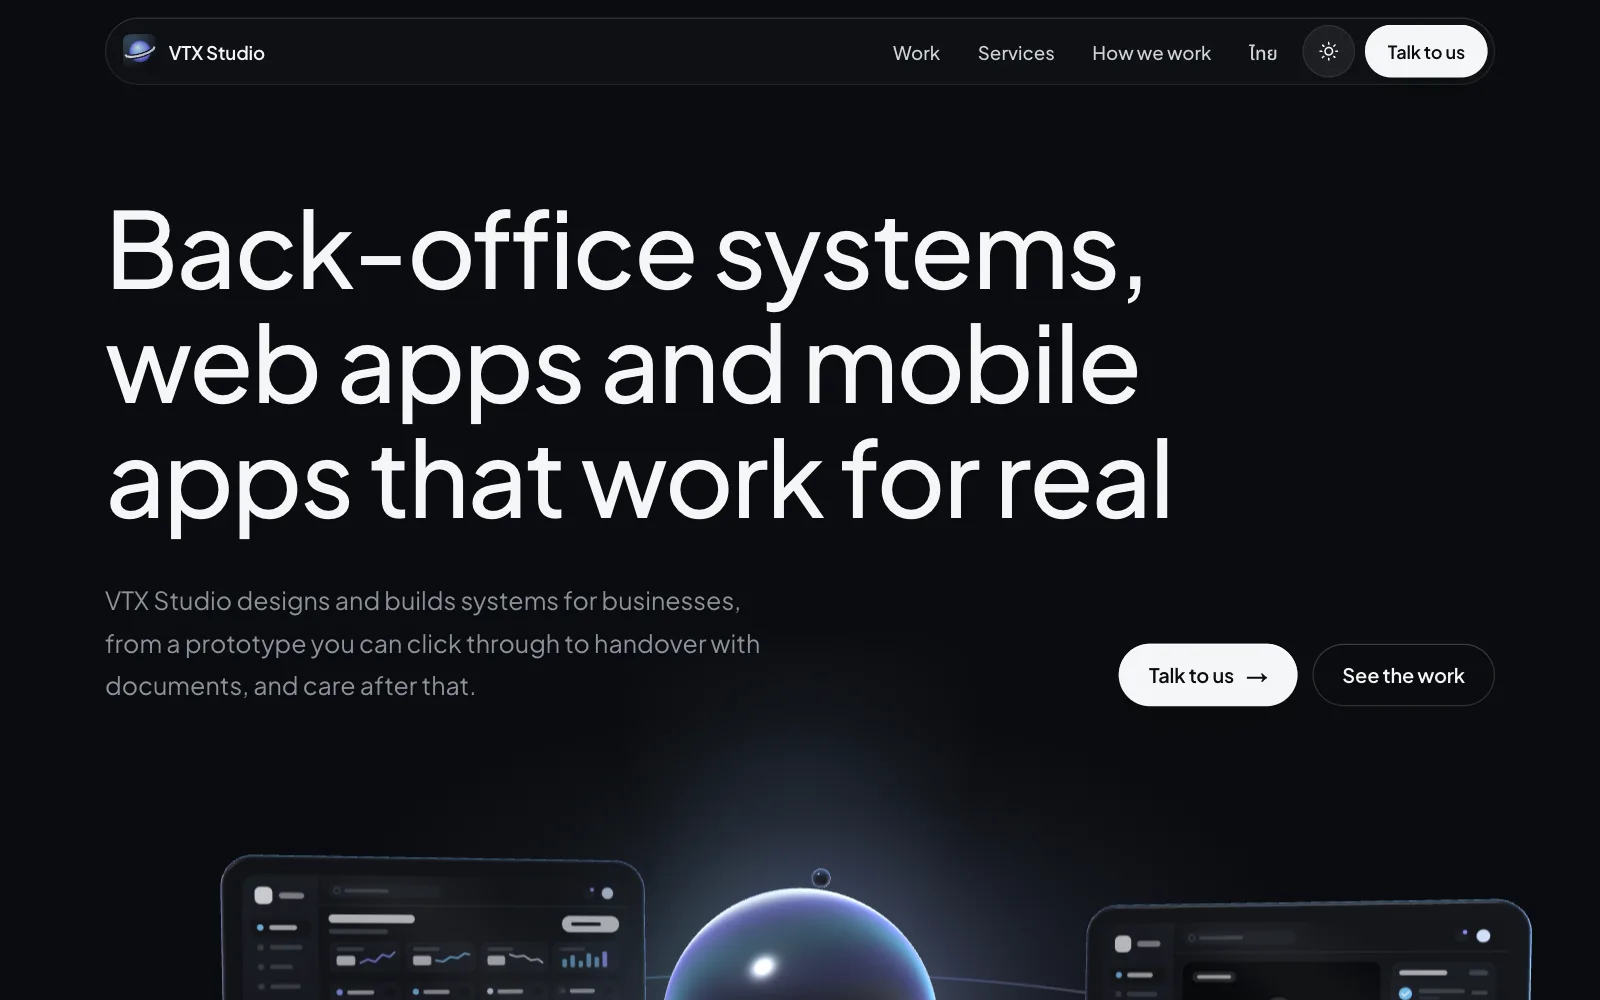 VTX Studio
Work
Services
How we work
ไทย
Talk to us
Back-office systems,
web apps and mobile
apps that work for real
VTX Studio designs and builds systems for businesses,
from a prototype you can click through to handover with
documents, and care after that.
Talk to us →
See the work